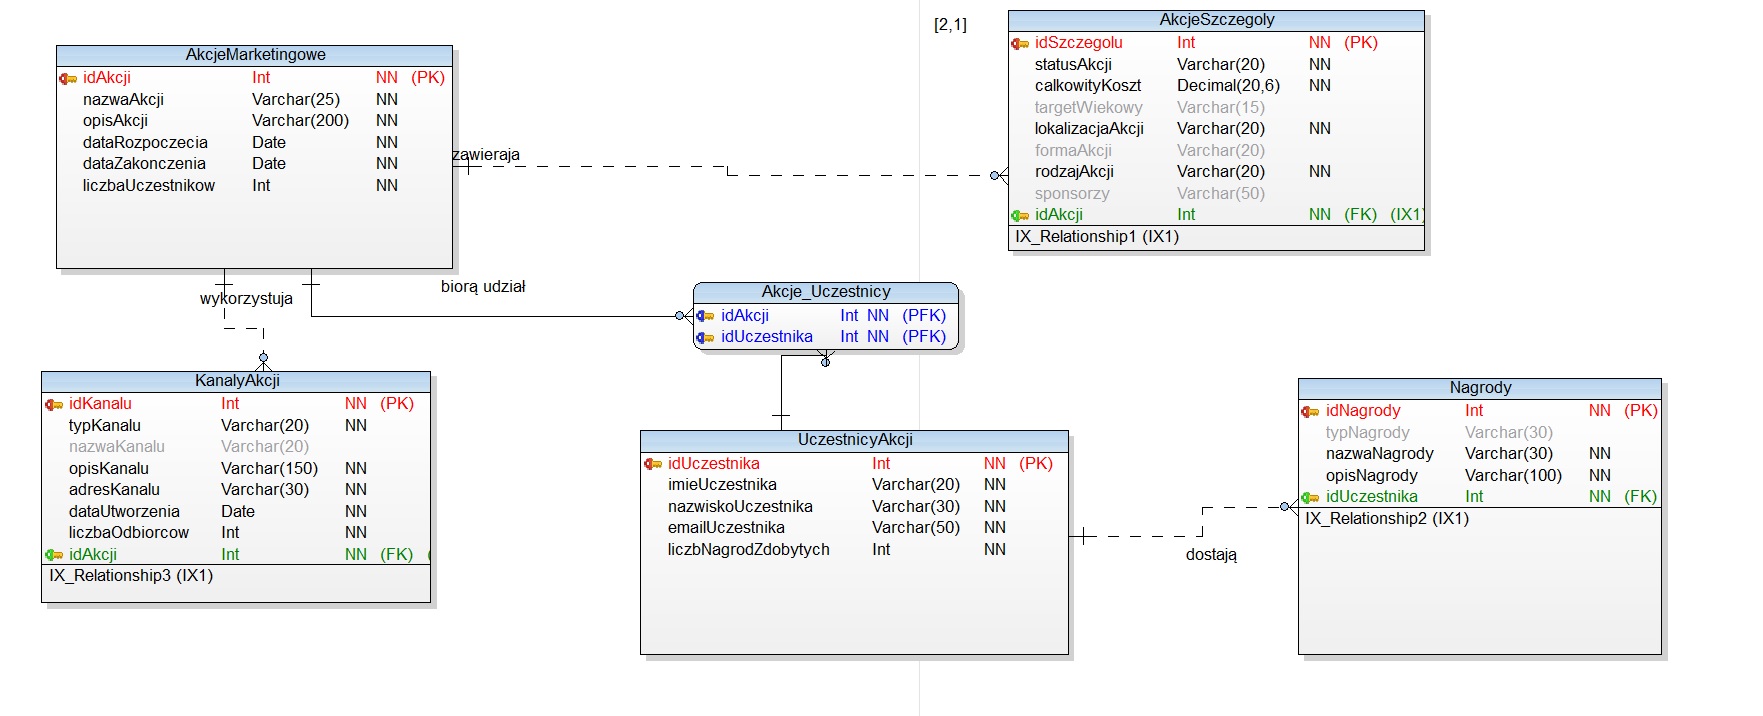 [2,1]
AkcjeMarketingowe
idAkcji Int NN (PK)
nazwaAkcji Varchar(25) NN
opisAkcji Varchar(200) NN
dataRozpoczecia Date NN
dataZakonczenia Date NN
liczbaUczestnikow Int NN
zawieraja
AkcjeSzczegoly
idSzczegolu Int NN (PK)
statusAkcji Varchar(20) NN
calkowityKoszt Decimal(20,6) NN
targetWiekowy Varchar(15)
lokalizacjaAkcji Varchar(20) NN
formaAkcji Varchar(20)
rodzajAkcji Varchar(20) NN
sponsorzy Varchar(50)
idAkcji Int NN (FK) (IX1)
IX_Relationship1 (IX1)
wykorzystuja
biorą udział
Akcje_Uczestnicy
idAkcji Int NN (PFK)
idUczestnika Int NN (PFK)
KanalyAkcji
idKanalu Int NN (PK)
typKanalu Varchar(20) NN
nazwaKanalu Varchar(20)
opisKanalu Varchar(150) NN
adresKanalu Varchar(30) NN
dataUtworzenia Date NN
liczbaOdbiorcow Int NN
idAkcji Int NN (FK) (
IX_Relationship3 (IX1)
UczestnicyAkcji
idUczestnika Int NN (PK)
imieUczestnika Varchar(20) NN
nazwiskoUczestnika Varchar(30) NN
emailUczestnika Varchar(50) NN
liczbNagrodZdobytych Int NN
dostają
Nagrody
idNagrody Int NN (PK)
typNagrody Varchar(30)
nazwaNagrody Varchar(30) NN
opisNagrody Varchar(100) NN
idUczestnika Int NN (FK)
IX_Relationship2 (IX1)